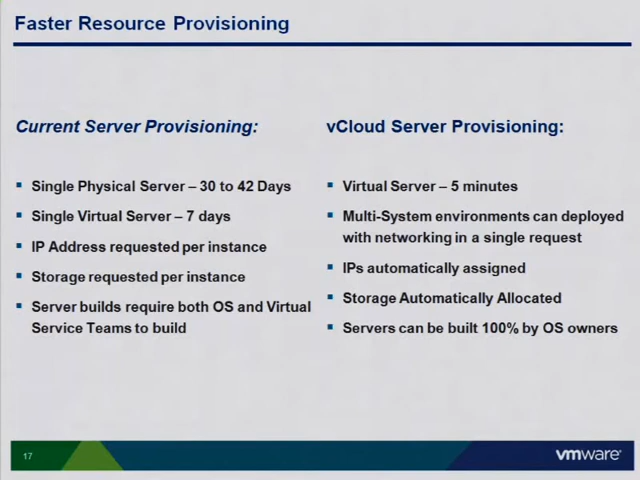 Faster Resource Provisioning
Current Server Provisioning:
▪ Single Physical Server – 30 to 42 Days
▪ Single Virtual Server – 7 days
▪ IP Address requested per instance
▪ Storage requested per instance
▪ Server builds require both OS and Virtual
Service Teams to build
vCloud Server Provisioning:
▪ Virtual Server – 5 minutes
▪ Multi-System environments can deployed
with networking in a single request
▪ IPs automatically assigned
▪ Storage Automatically Allocated
▪ Servers can be built 100% by OS owners
17
vmware®